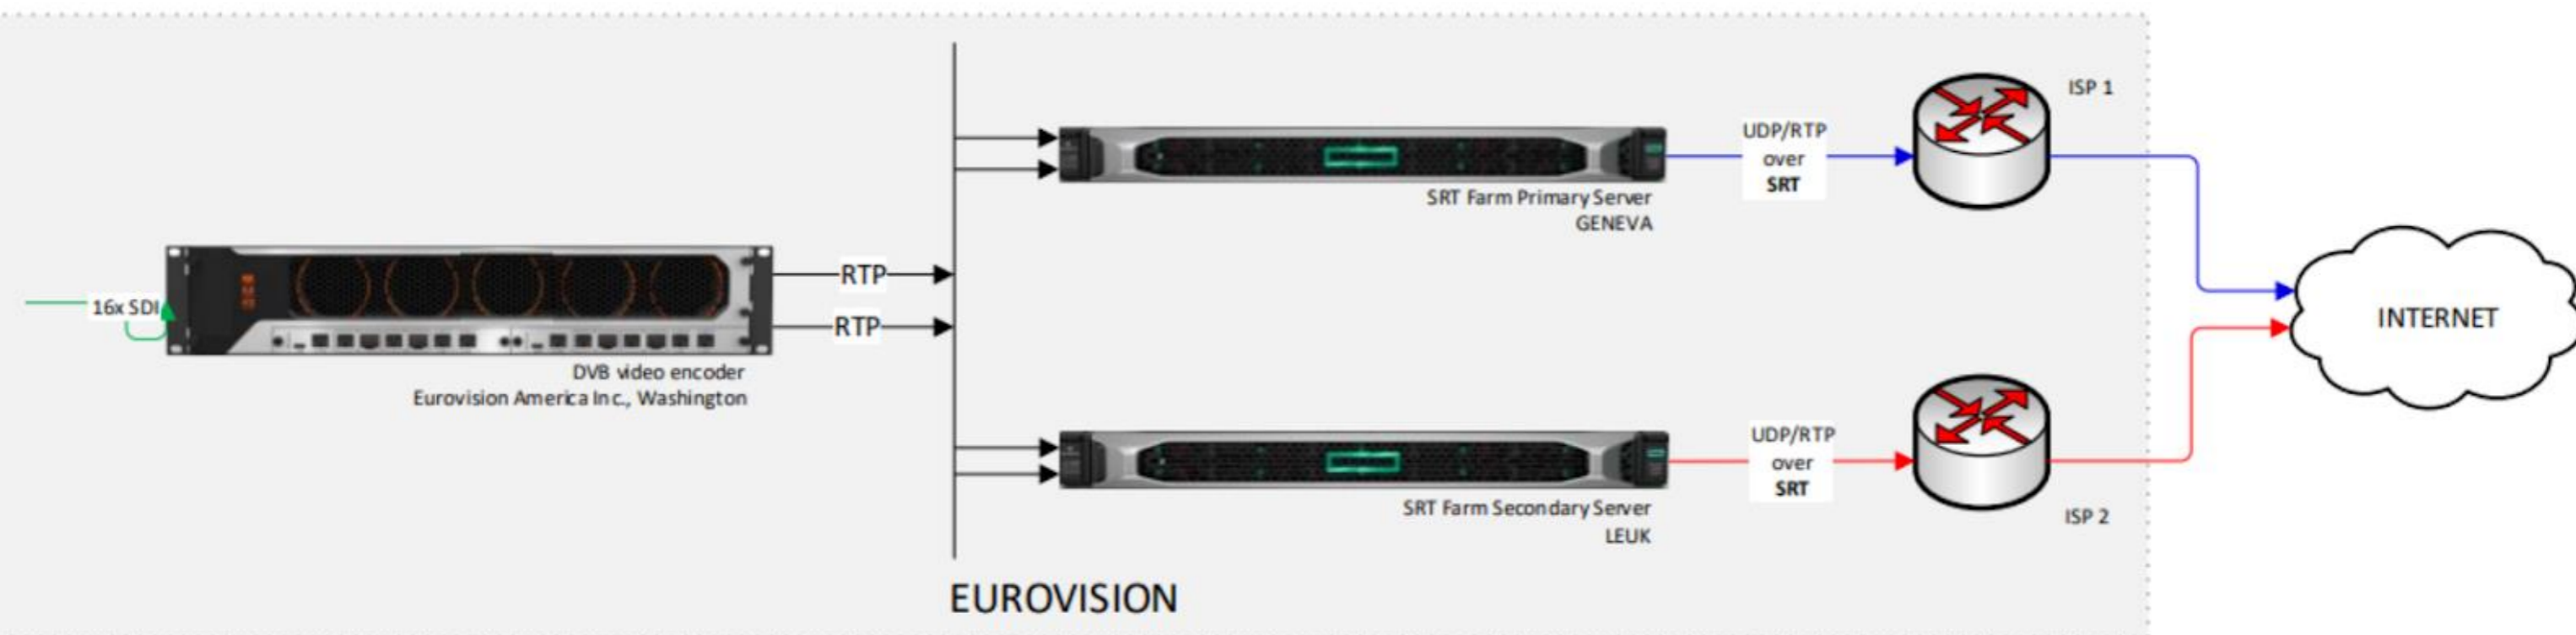 16x SDI
DVB video encoder
Eurovision America Inc., Washington
RTP
RTP
EUROVISION
SRT Farm Primary Server
GENEVA
UDP/RTP
over
SRT
ISP 1
SRT Farm Secondary Server
LEUK
UDP/RTP
over
SRT
ISP 2
INTERNET